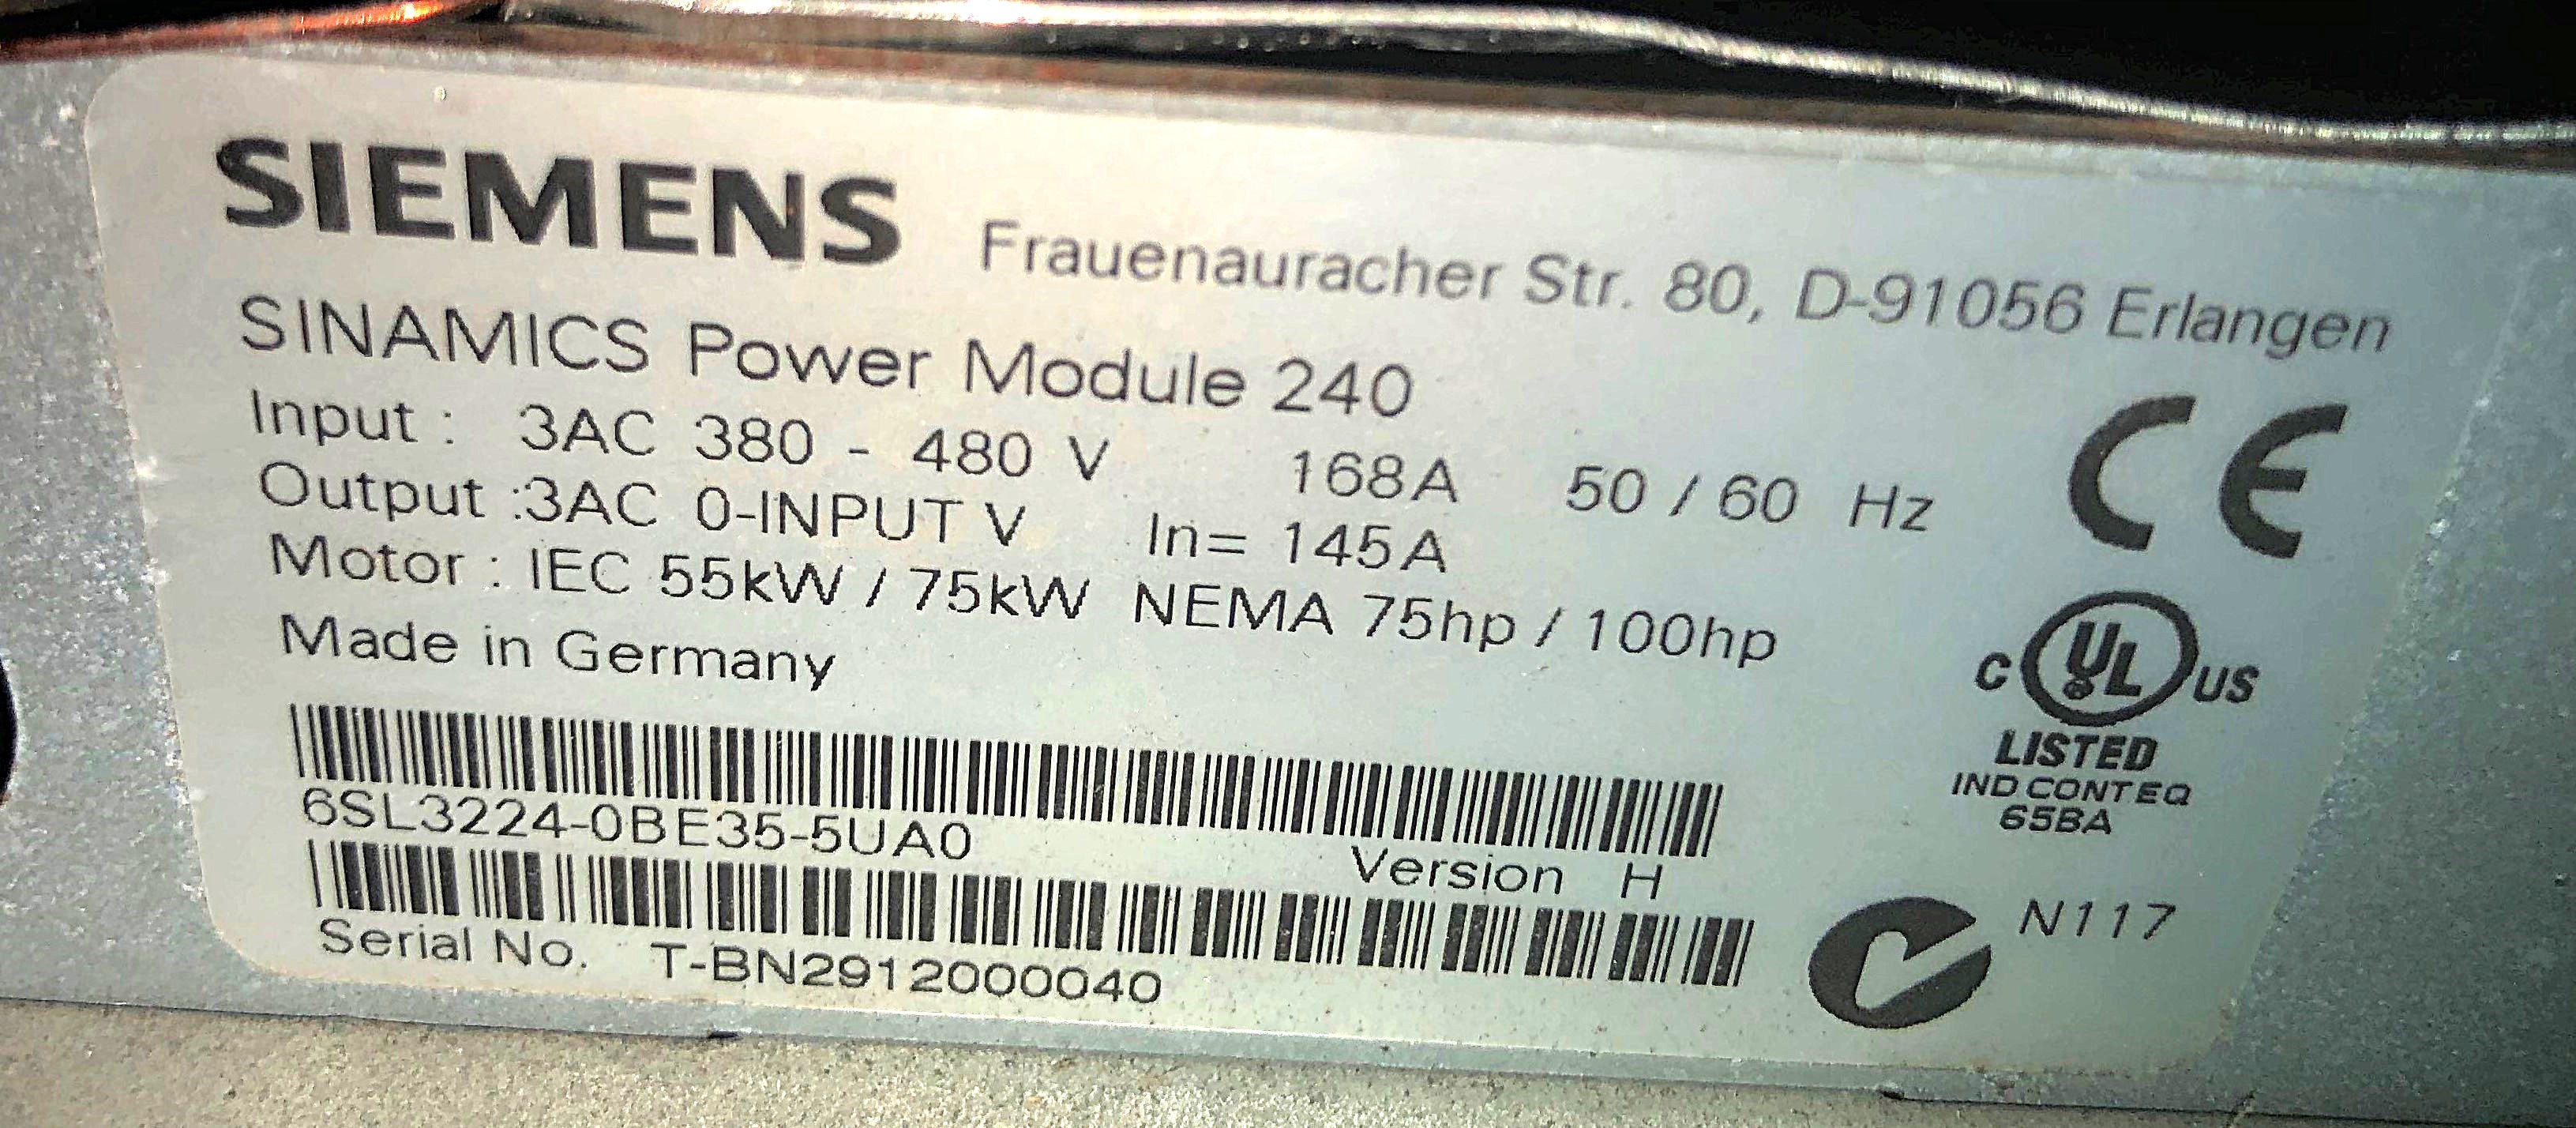 SIEMENS Frauenauracher Str. 80, D-91056 Erlangen
SINAMICS Power Module 240
Input : 3AC 380 - 480 V 168A 50 / 60 Hz
Output :3AC 0-INPUT V In= 145A
Motor : IEC 55kW / 75kW NEMA 75hp / 100hp
Made in Germany
CE
C UL US
LISTED
IND CONT EQ
65BA
6SL3224-0BE35-5UA0
Version H
Serial No. T-BN2912000040
N117